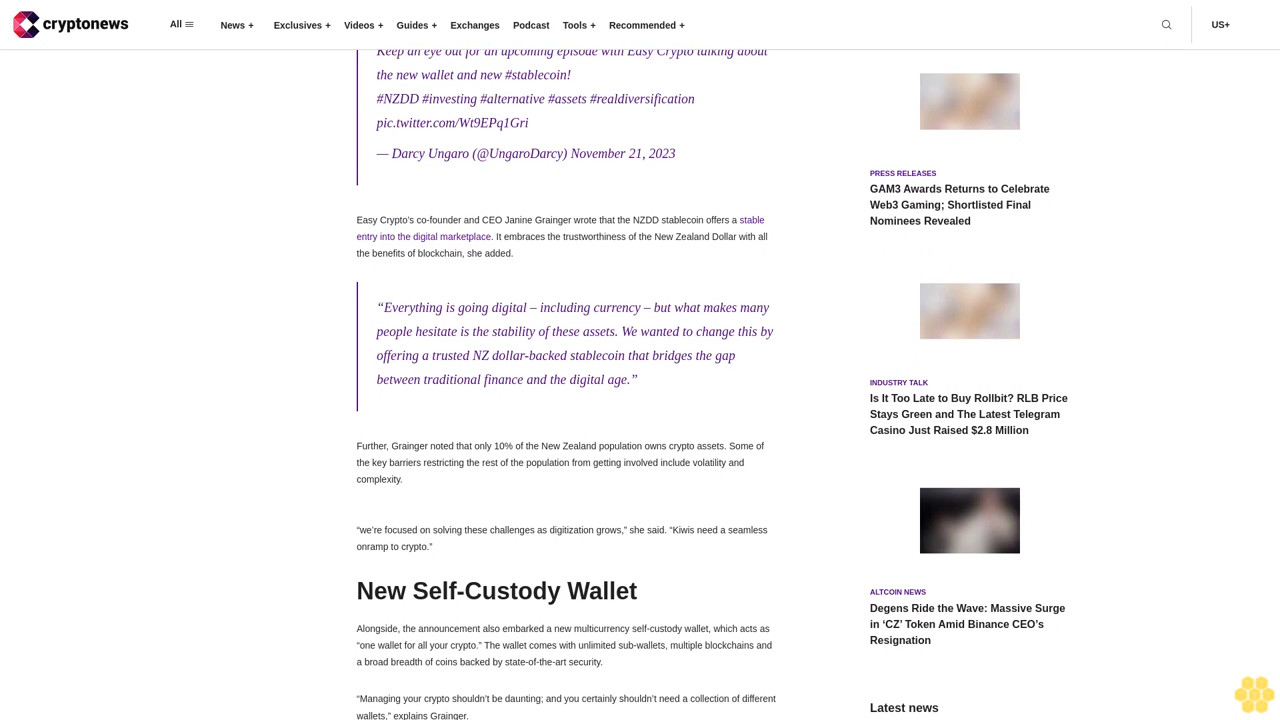 cryptonews
All
News +
Exclusives +
Videos +
Guides +
Exchanges
Podcast
Tools +
Recommended +
US+
Keep an eye out for an upcoming episode with Easy Crypto talking about
the new wallet and new #stablecoin!
#NZDD #investing #alternative #assets #realdiversification
pic.twitter.com/Wt9EPq1Gri
— Darcy Ungaro (@UngaroDarcy) November 21, 2023
Easy Crypto’s co-founder and CEO Janine Grainger wrote that the NZDD stablecoin offers a stable
entry into the digital marketplace. It embraces the trustworthiness of the New Zealand Dollar with all
the benefits of blockchain, she added.
“Everything is going digital – including currency – but what makes many
people hesitate is the stability of these assets. We wanted to change this by
offering a trusted NZ dollar-backed stablecoin that bridges the gap
between traditional finance and the digital age.”
Further, Grainger noted that only 10% of the New Zealand population owns crypto assets. Some of
the key barriers restricting the rest of the population from getting involved include volatility and
complexity.
“we’re focused on solving these challenges as digitization grows,” she said. “Kiwis need a seamless
onramp to crypto.”
New Self-Custody Wallet
Alongside, the announcement also embarked a new multicurrency self-custody wallet, which acts as
“one wallet for all your crypto.” The wallet comes with unlimited sub-wallets, multiple blockchains and
a broad breadth of coins backed by state-of-the-art security.
“Managing your crypto shouldn’t be daunting; and you certainly shouldn’t need a collection of different
wallets,” explains Grainger.
PRESS RELEASES
GAM3 Awards Returns to Celebrate
Web3 Gaming; Shortlisted Final
Nominees Revealed
INDUSTRY TALK
Is It Too Late to Buy Rollbit? RLB Price
Stays Green and The Latest Telegram
Casino Just Raised $2.8 Million
ALTCOIN NEWS
Degens Ride the Wave: Massive Surge
in ‘CZ’ Token Amid Binance CEO’s
Resignation
Latest news